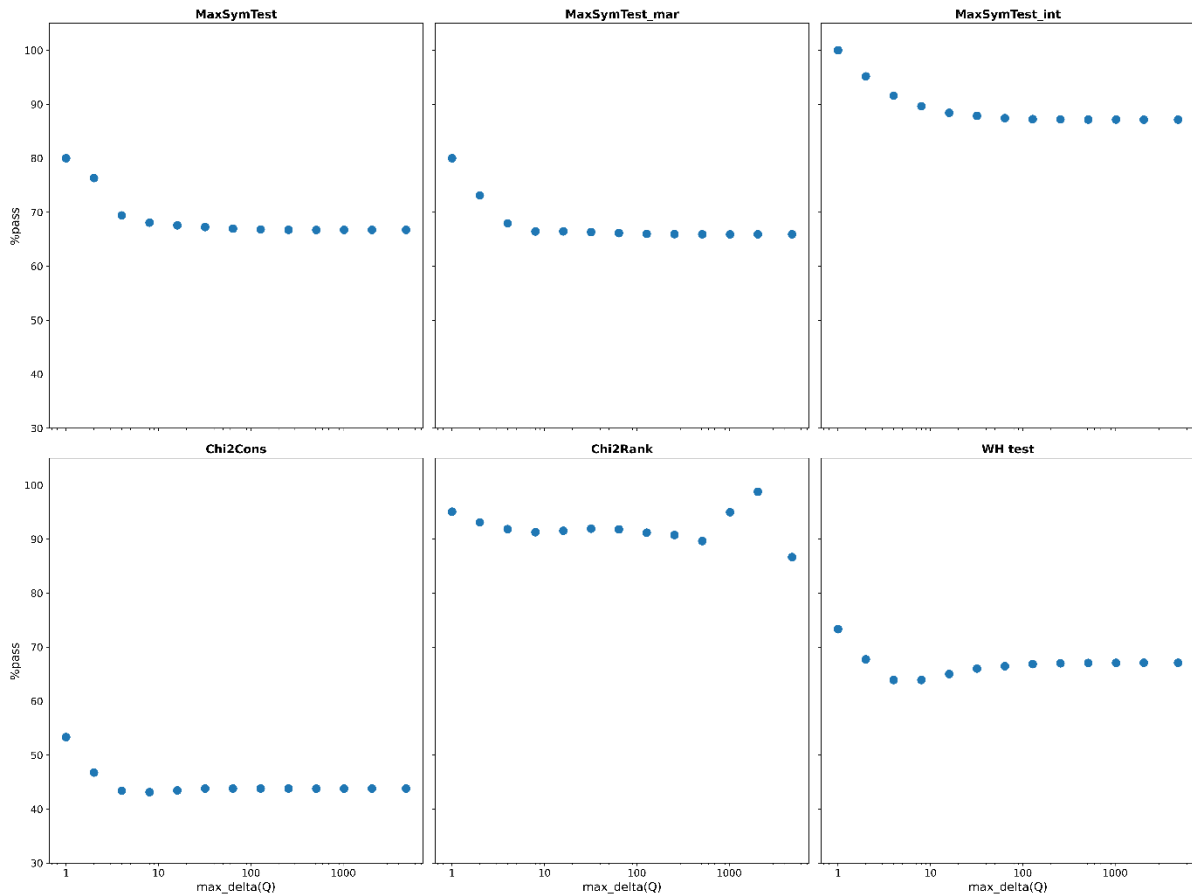 MaxSymTest
MaxSymTest_mar
MaxSymTest_int
%pass
100
90
80
70
60
50
40
30
Chi2Cons
Chi2Rank
WH test
%pass
100
90
80
70
60
50
40
30
1 10 100 1000
1 10 100 1000
1 10 100 1000
max_delta(Q)
max_delta(Q)
max_delta(Q)